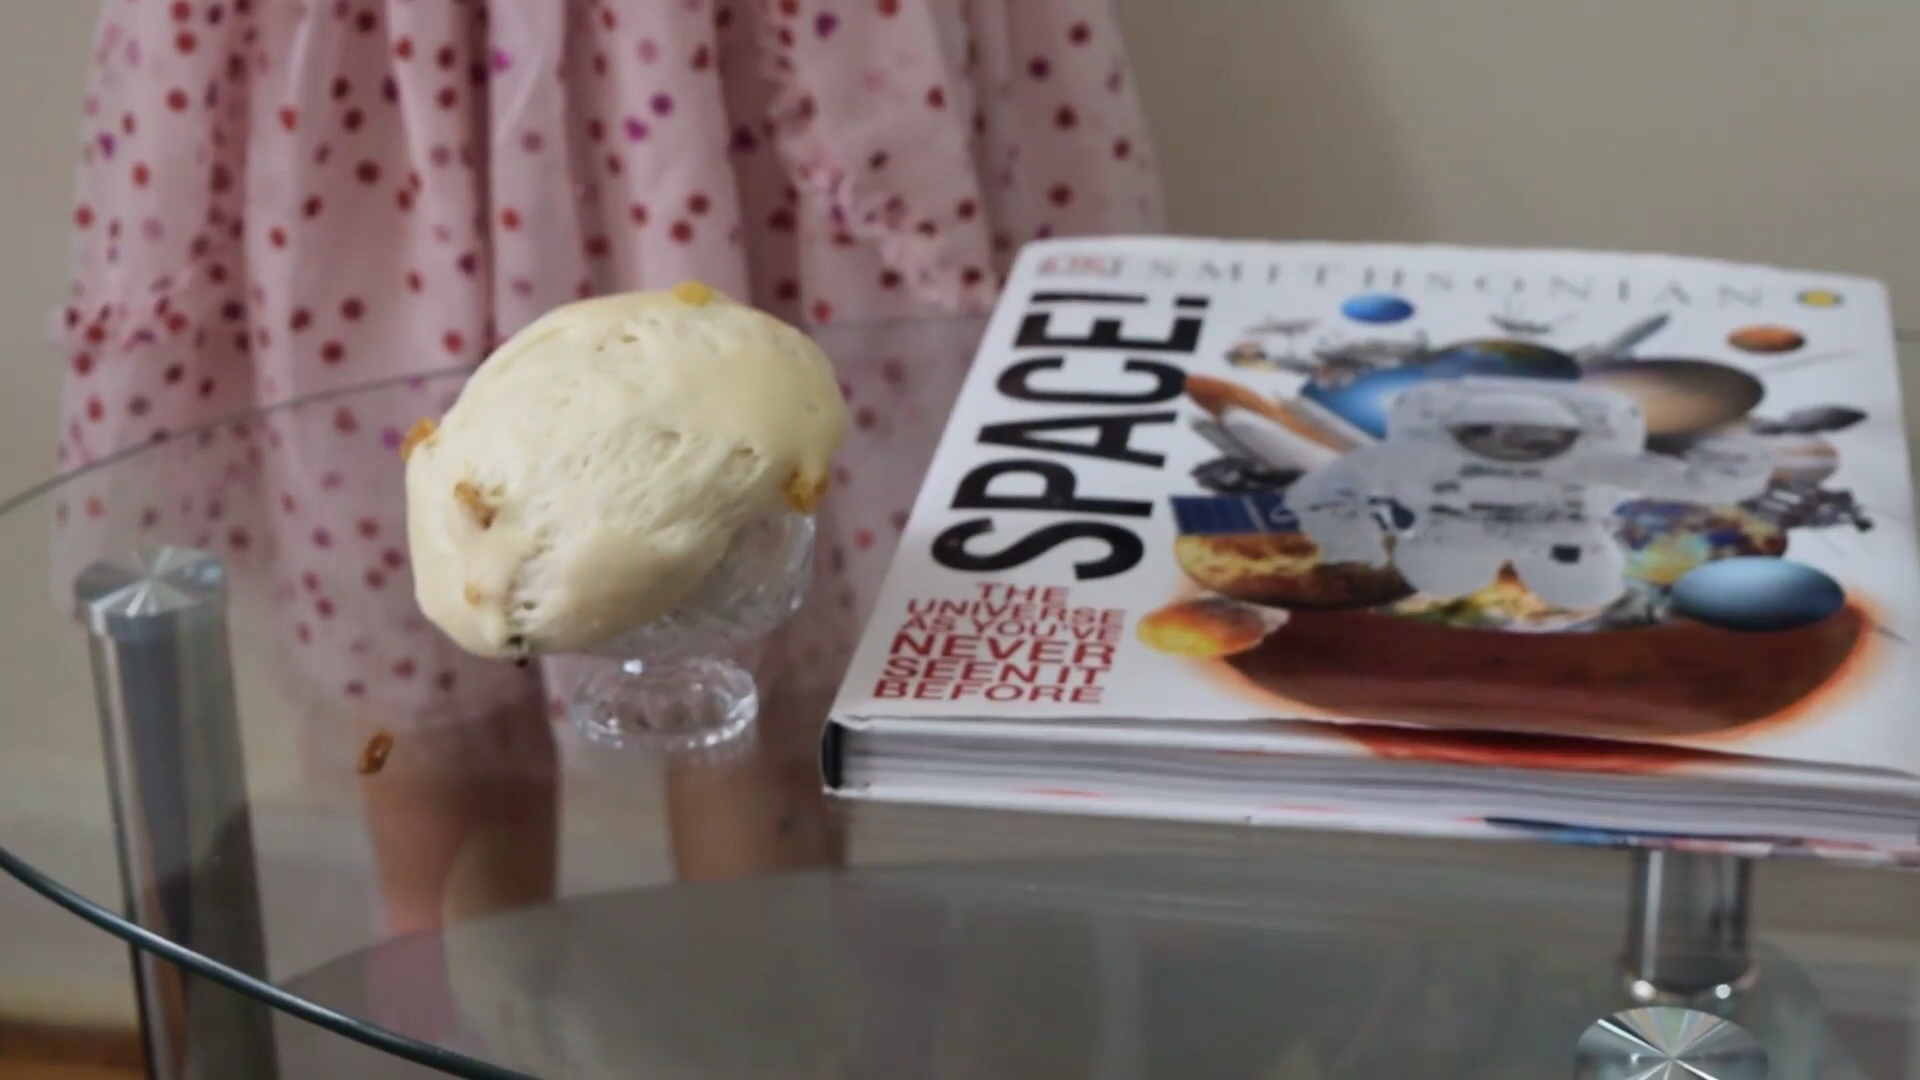 DK SMITHSONIAN
SPACE!
THE
UNIVERSE
AS YOU'VE
NEVER
SEEN IT
BEFORE